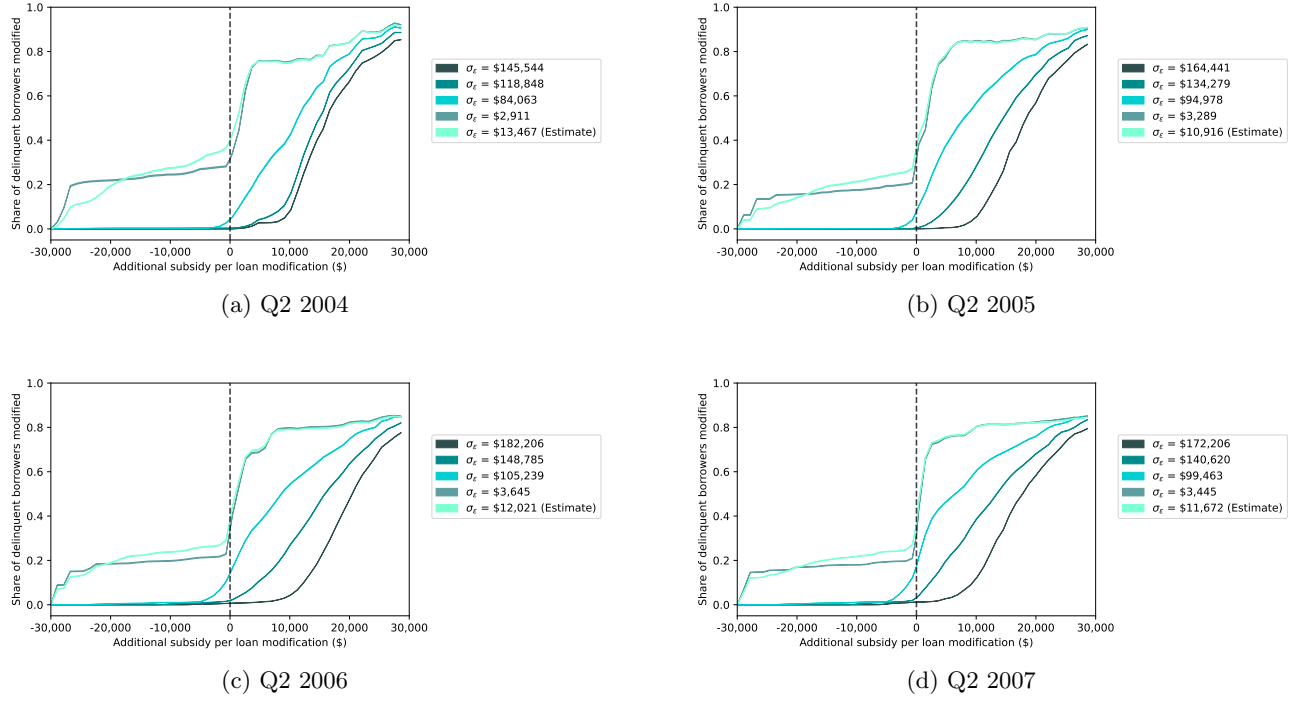 1.0
0.8
0.6
0.4
0.2
0.0
Share of delinquent borrowers modified
-30,000 -20,000 -10,000 0 10,000 20,000 30,000
Additional subsidy per loan modification ($)
σε = $145,544
σε = $118,848
σε = $84,063
σε = $2,911
σε = $13,467 (Estimate)
(a) Q2 2004
1.0
0.8
0.6
0.4
0.2
0.0
Share of delinquent borrowers modified
-30,000 -20,000 -10,000 0 10,000 20,000 30,000
Additional subsidy per loan modification ($)
σε = $164,441
σε = $134,279
σε = $94,978
σε = $3,289
σε = $10,916 (Estimate)
(b) Q2 2005
1.0
0.8
0.6
0.4
0.2
0.0
Share of delinquent borrowers modified
-30,000 -20,000 -10,000 0 10,000 20,000 30,000
Additional subsidy per loan modification ($)
σε = $182,206
σε = $148,785
σε = $105,239
σε = $3,645
σε = $12,021 (Estimate)
(c) Q2 2006
1.0
0.8
0.6
0.4
0.2
0.0
Share of delinquent borrowers modified
-30,000 -20,000 -10,000 0 10,000 20,000 30,000
Additional subsidy per loan modification ($)
σε = $172,206
σε = $140,620
σε = $99,463
σε = $3,445
σε = $11,672 (Estimate)
(d) Q2 2007